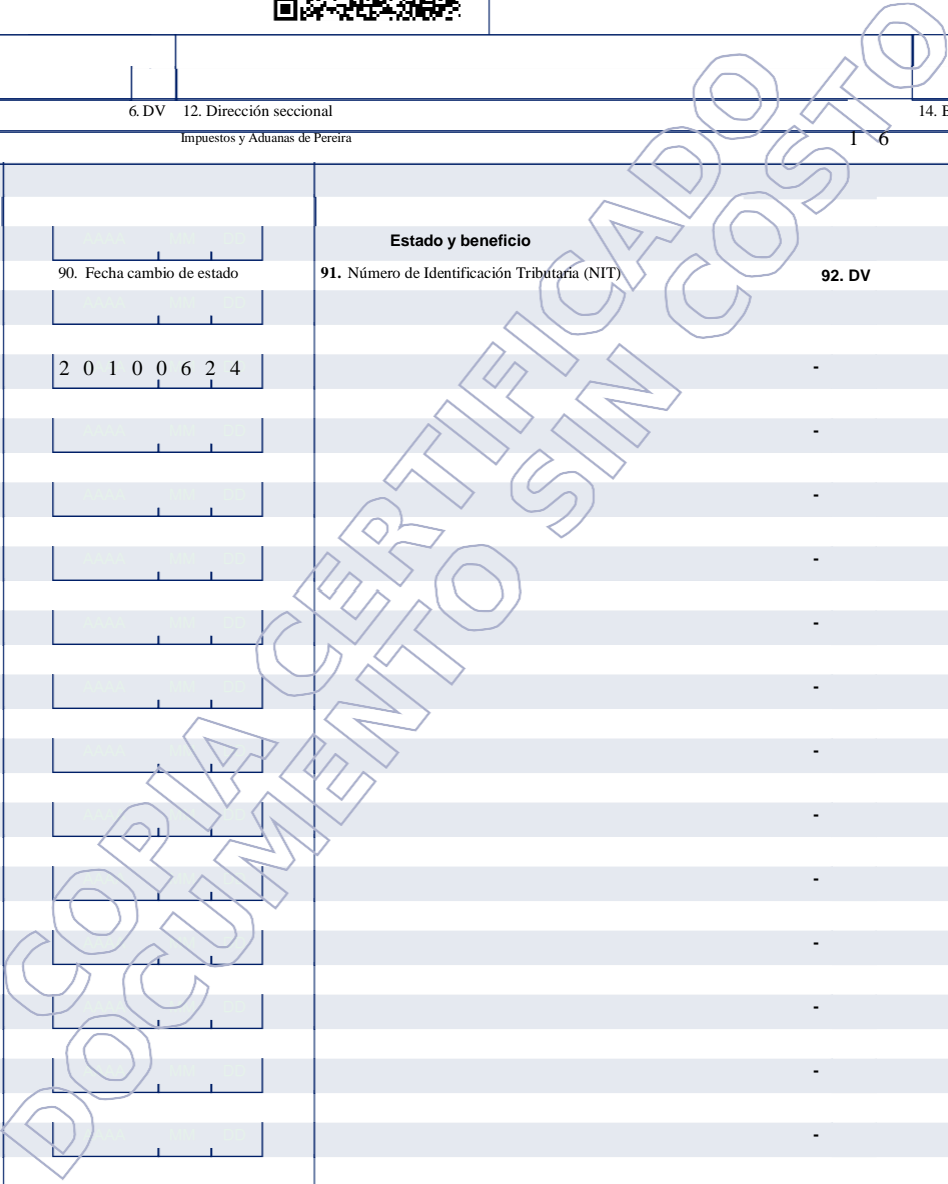 6. DV 12. Dirección seccional 14.
Impuestos y Aduanas de Pereira 1 6
Estado y beneficio
90. Fecha cambio de estado 91. Número de Identificación Tributaria (NIT) 92. DV
2 0 1 0 0 6 2 4 -
-
-
-
-
-
-
-
-
-
-
-
-
COPIA CERTIFICADO
DOCUMENTO SIN COSTO